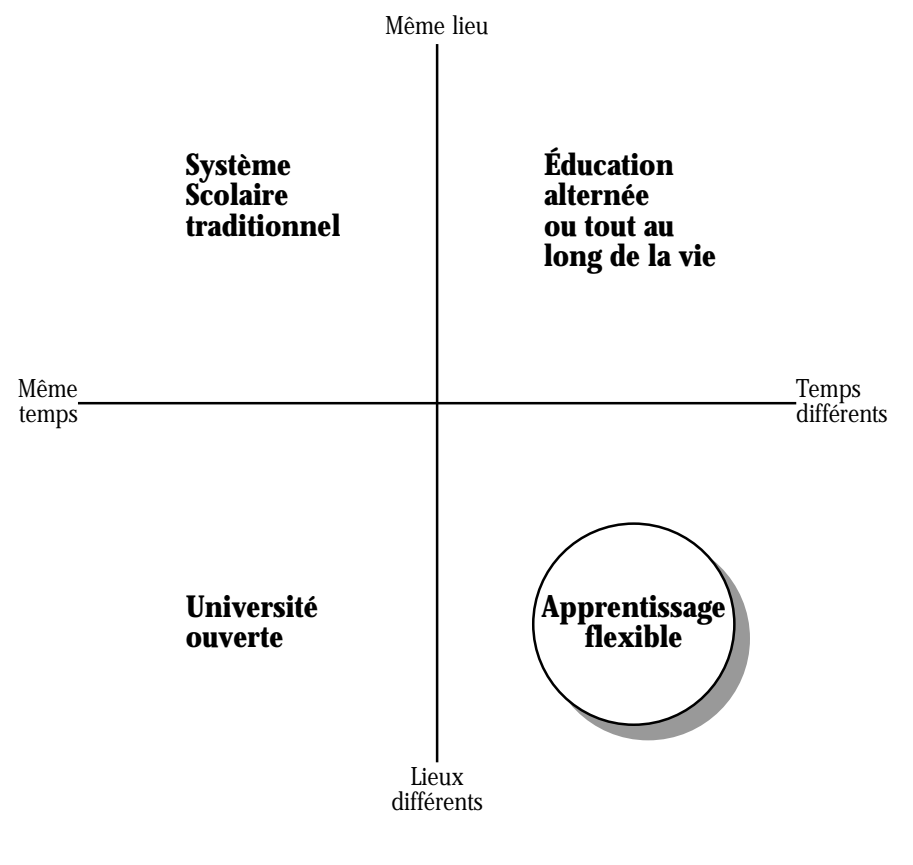 Même lieu
Système
Scolaire
traditionnel
Éducation
alternée
ou tout au
long de la vie
Même
temps
Temps
différents
Université
ouverte
Apprentissage
flexible
Lieux
différents